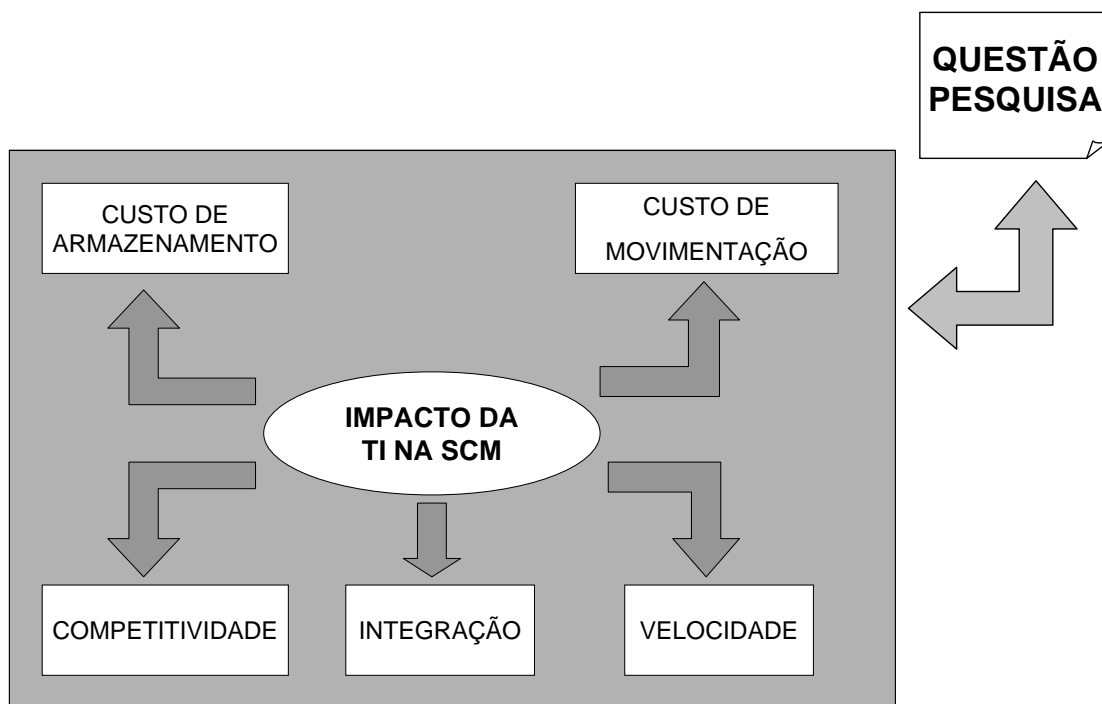 QUESTÃO
PESQUISA
CUSTO DE
ARMAZENAMENTO
CUSTO DE
MOVIMENTAÇÃO
IMPACTO DA
TI NA SCM
COMPETITIVIDADE
INTEGRAÇÃO
VELOCIDADE